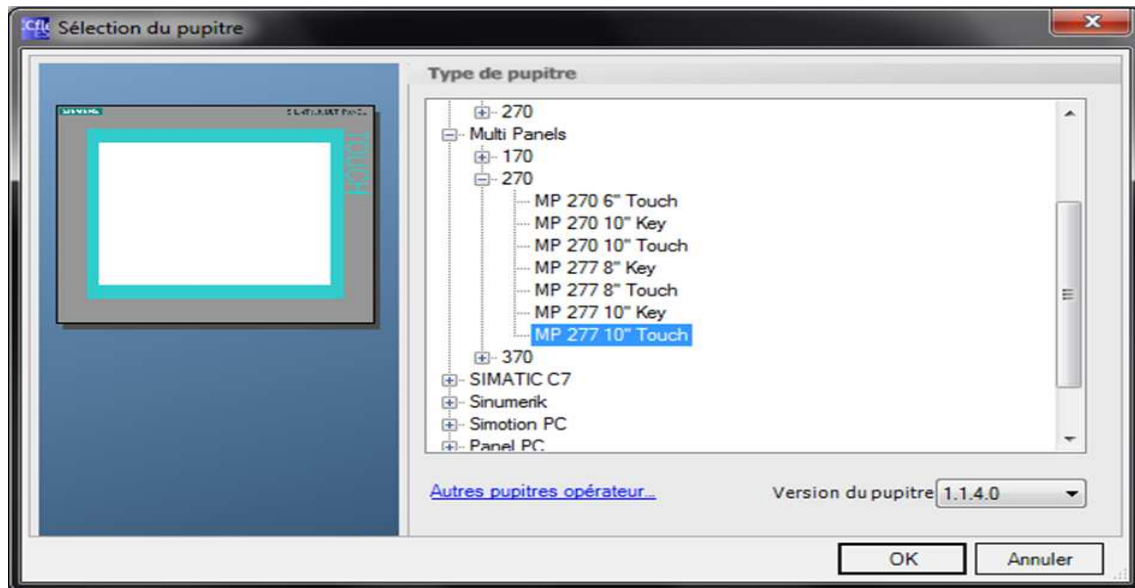 Sélection du pupitre
Type de pupitre
SIEMENS
TOUCH
270
Multi Panels
170
270
MP 270 6" Touch
MP 270 10" Key
MP 270 10" Touch
MP 277 8" Key
MP 277 8" Touch
MP 277 10" Key
MP 277 10" Touch
370
SIMATIC C7
Sinumerik
Simotion PC
Panel PC
Autres pupitres opérateur...
Version du pupitre 1.1.4.0
OK Annuler